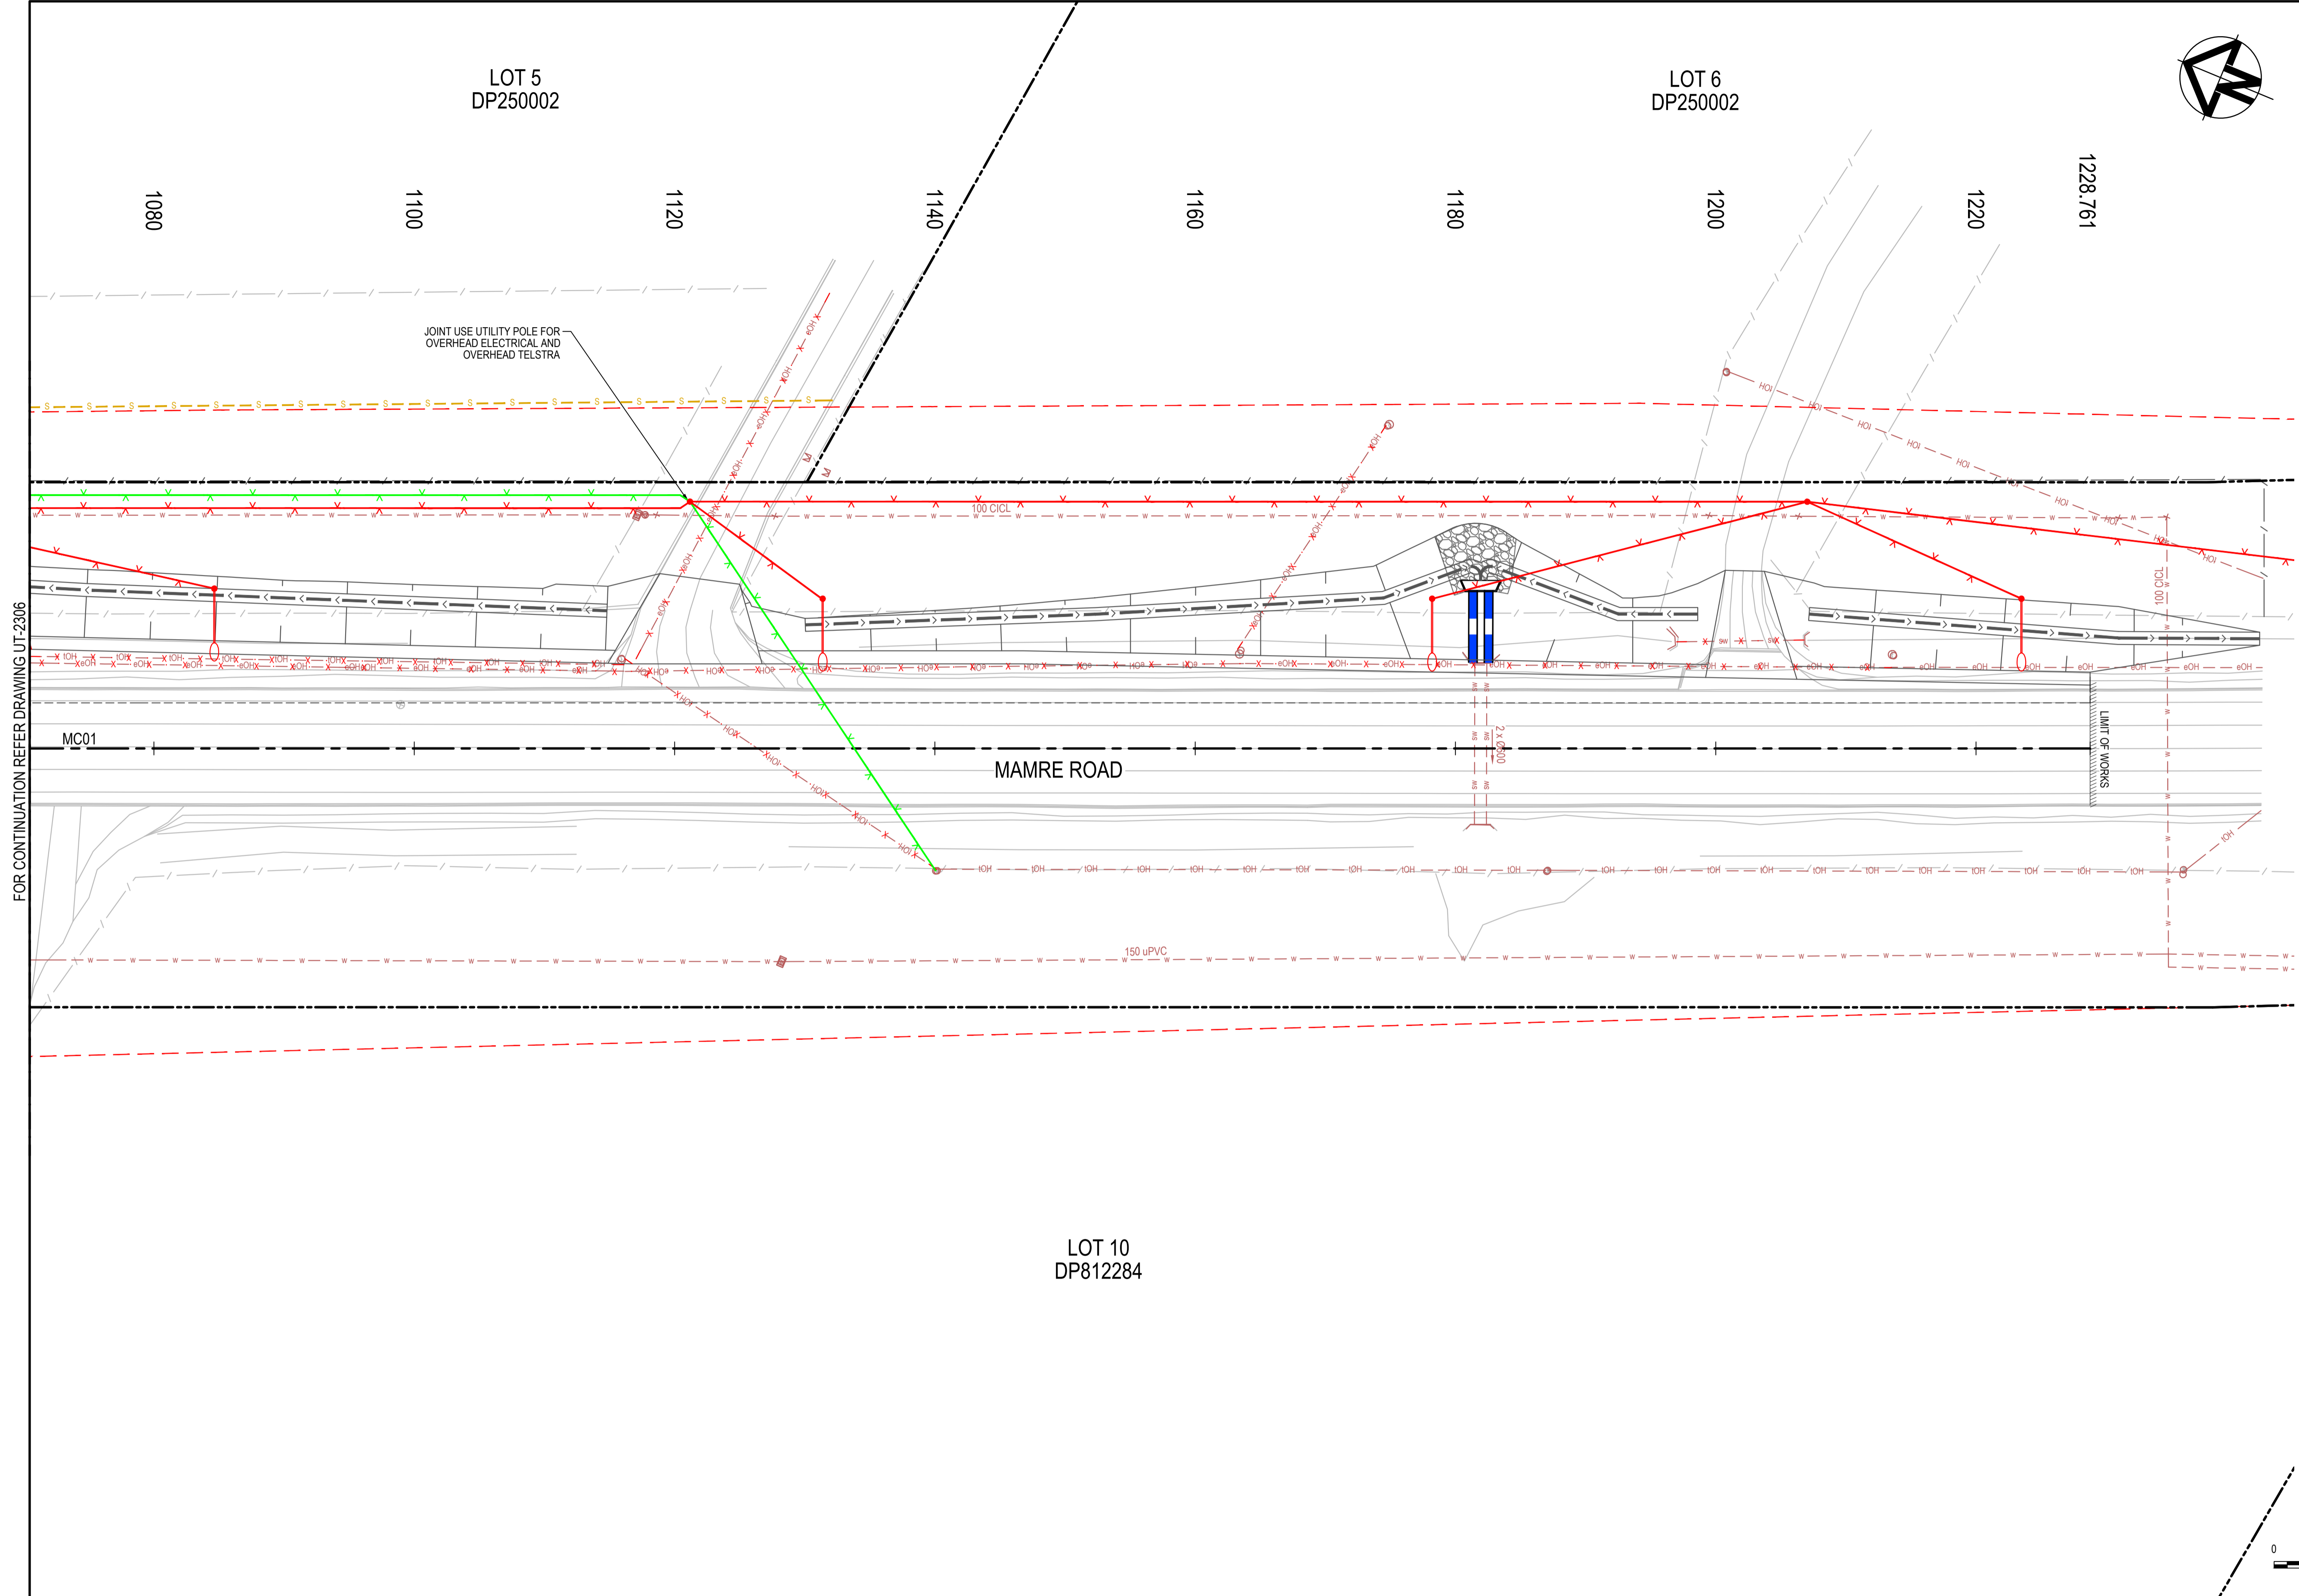 LOT 5
DP250002
LOT 6
DP250002
N
1080
1100
1120
1140
1160
1180
1200
1220
1228.761
JOINT USE UTILITY POLE FOR
OVERHEAD ELECTRICAL AND
OVERHEAD TELSTRA
100 CICL
100 CICL
FOR CONTINUATION REFER DRAWING UT-2306
MC01
MAMRE ROAD
2 x Ø500
LIMIT OF WORKS
150 uPVC
LOT 10
DP812284
0